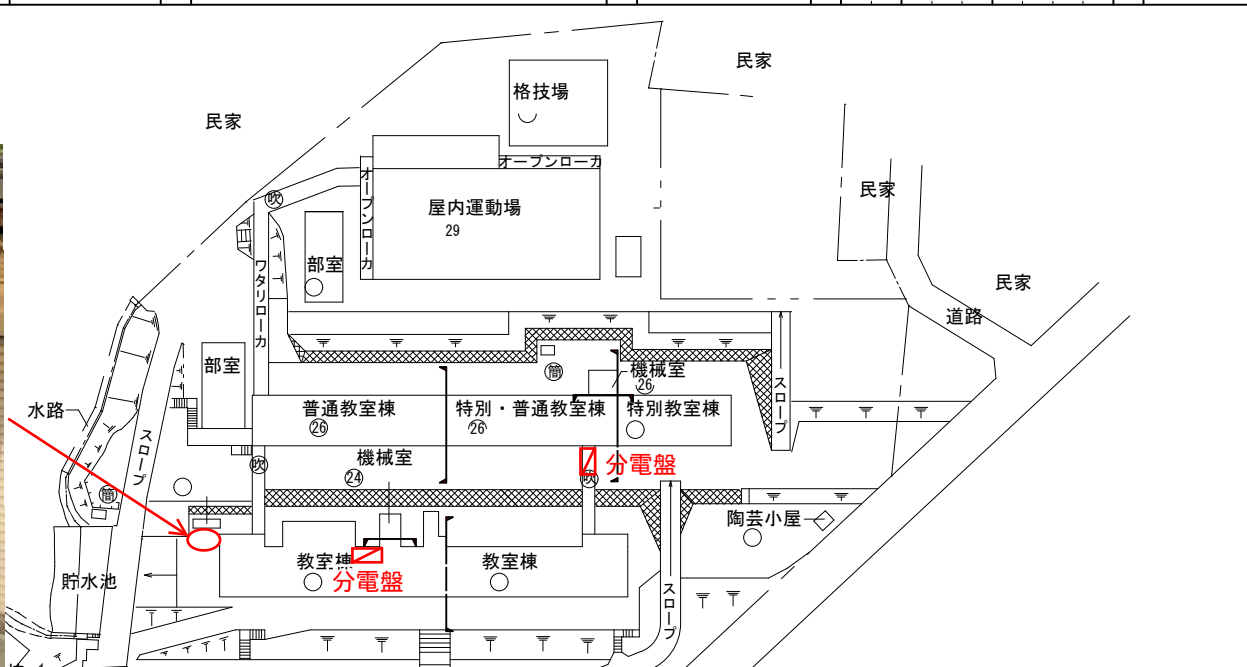 民家
格技場
民家
オープンローカ
民家
吹
オープンローカ
屋内運動場
29
部室
ワタリローカ
民家
道路
部室
簡
機械室
26
スロープ
水路
スロープ
普通教室棟
26
特別・普通教室棟
26
特別教室棟
吹
機械室
24
分電盤
吹
簡
陶芸小屋
教室棟
教室棟
分電盤
貯水池
スロープ